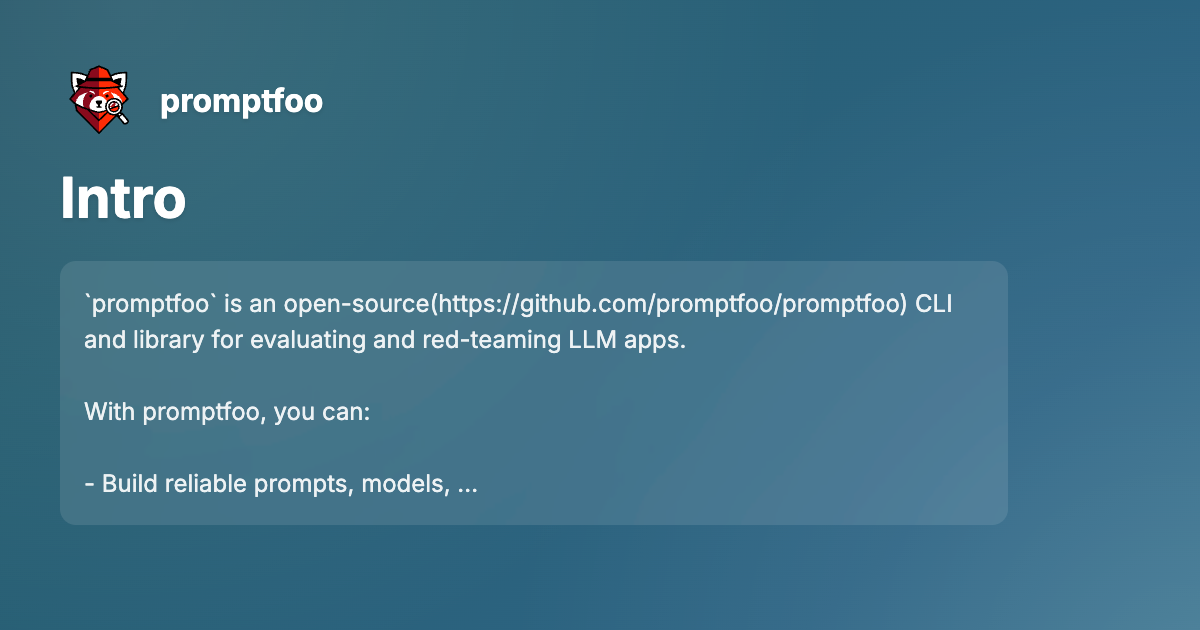 promptfoo
Intro
`promptfoo` is an open-source(https://github.com/promptfoo/promptfoo) CLI
and library for evaluating and red-teaming LLM apps.
With promptfoo, you can:
- Build reliable prompts, models, ...